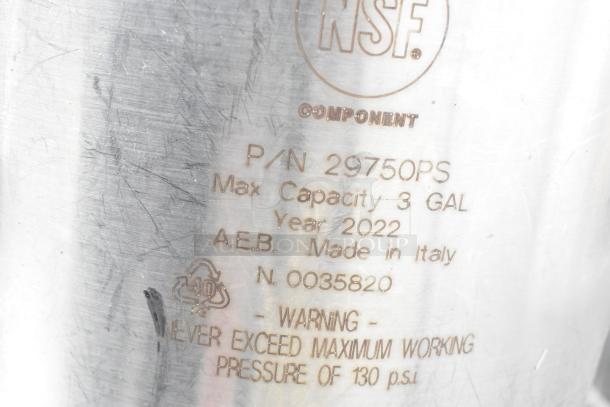 NSF®
COMPONENT
P/N 29750PS
Max Capacity 3 GAL
Year 2022
A.E.B. Made in Italy
N. 0035820
40
- WARNING -
NEVER EXCEED MAXIMUM WORKING
PRESSURE OF 130 p.s.i.